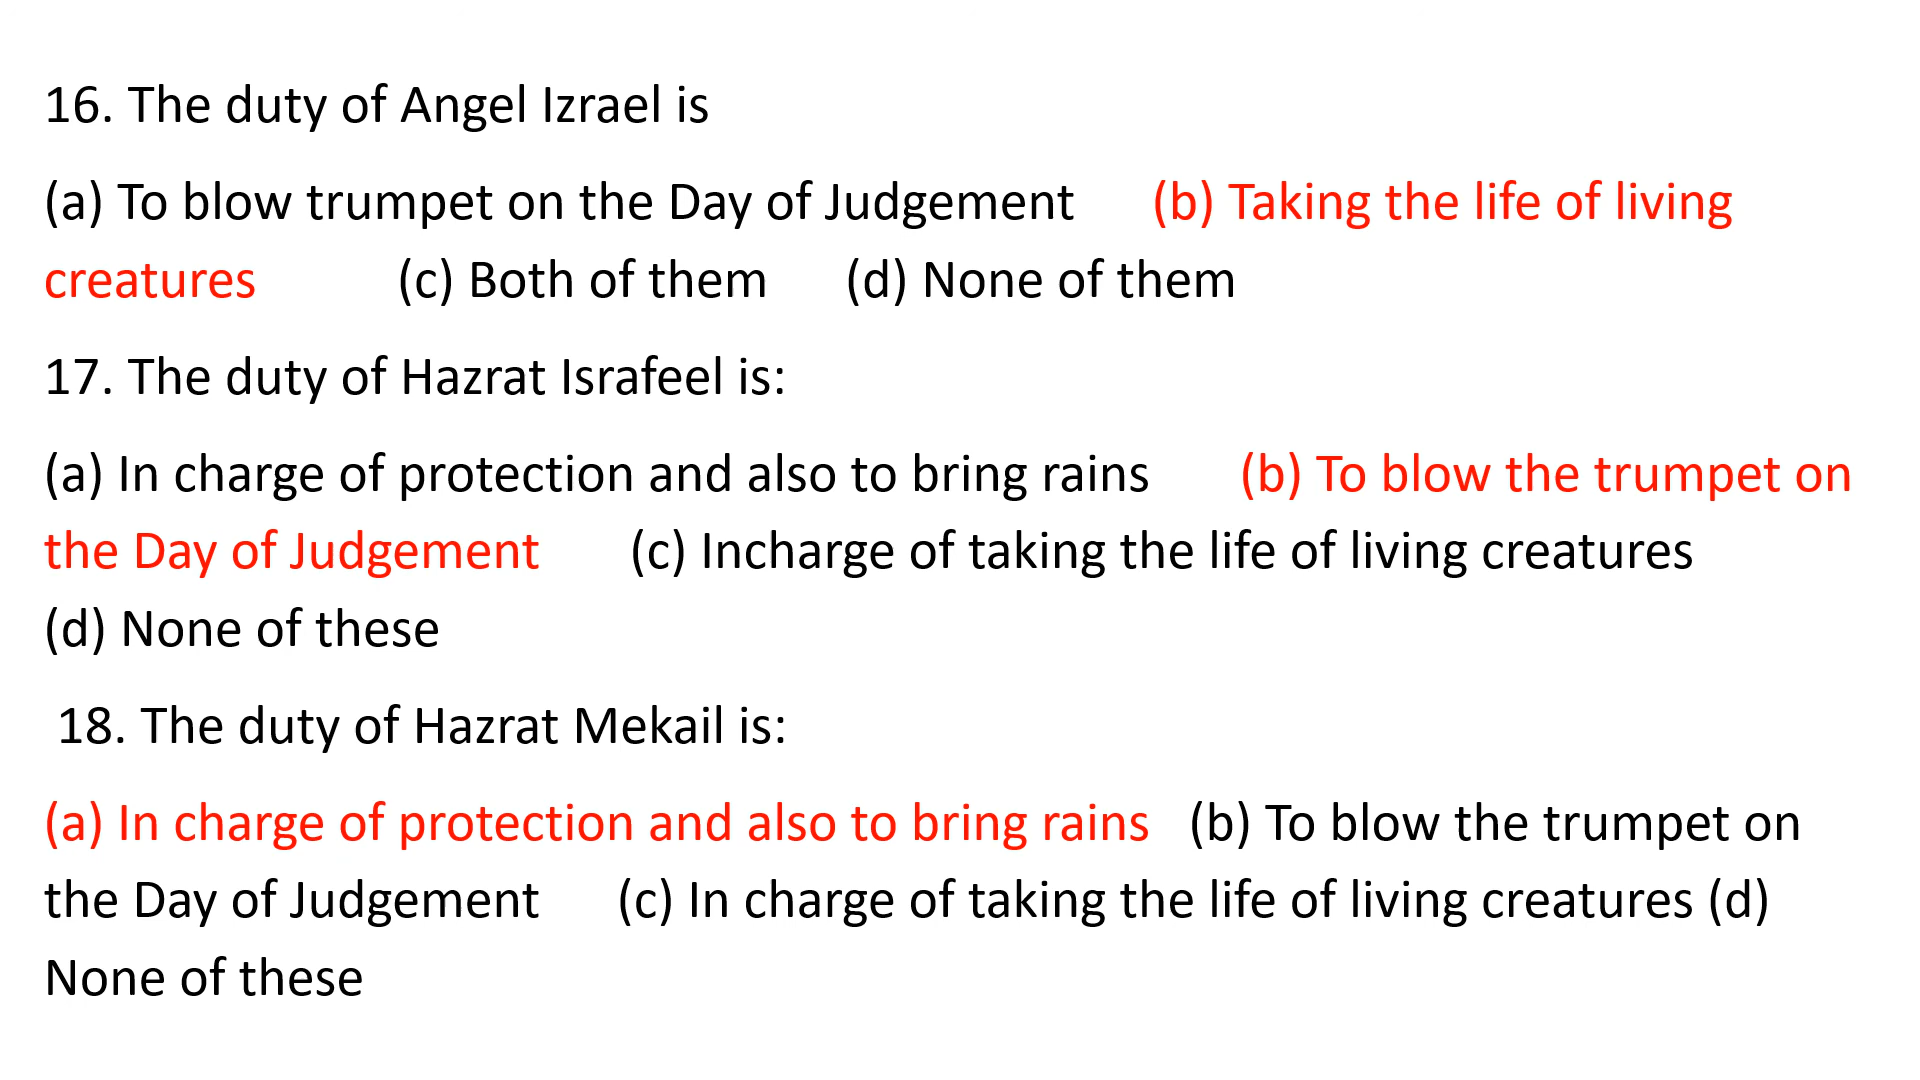 16. The duty of Angel Izrael is
(a) To blow trumpet on the Day of Judgement (b) Taking the life of living
creatures (c) Both of them (d) None of them
17. The duty of Hazrat Israfeel is:
(a) In charge of protection and also to bring rains (b) To blow the trumpet on
the Day of Judgement (c) Incharge of taking the life of living creatures
(d) None of these
18. The duty of Hazrat Mekail is:
(a) In charge of protection and also to bring rains (b) To blow the trumpet on
the Day of Judgement (c) In charge of taking the life of living creatures (d)
None of these